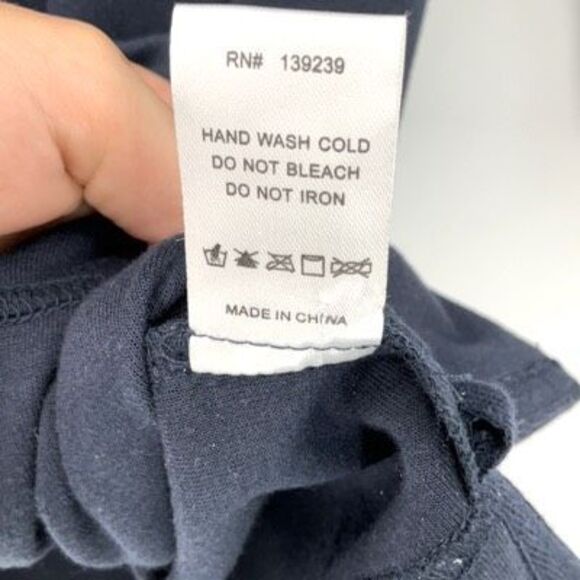 RN# 139239
HAND WASH COLD
DO NOT BLEACH
DO NOT IRON
MADE IN CHINA